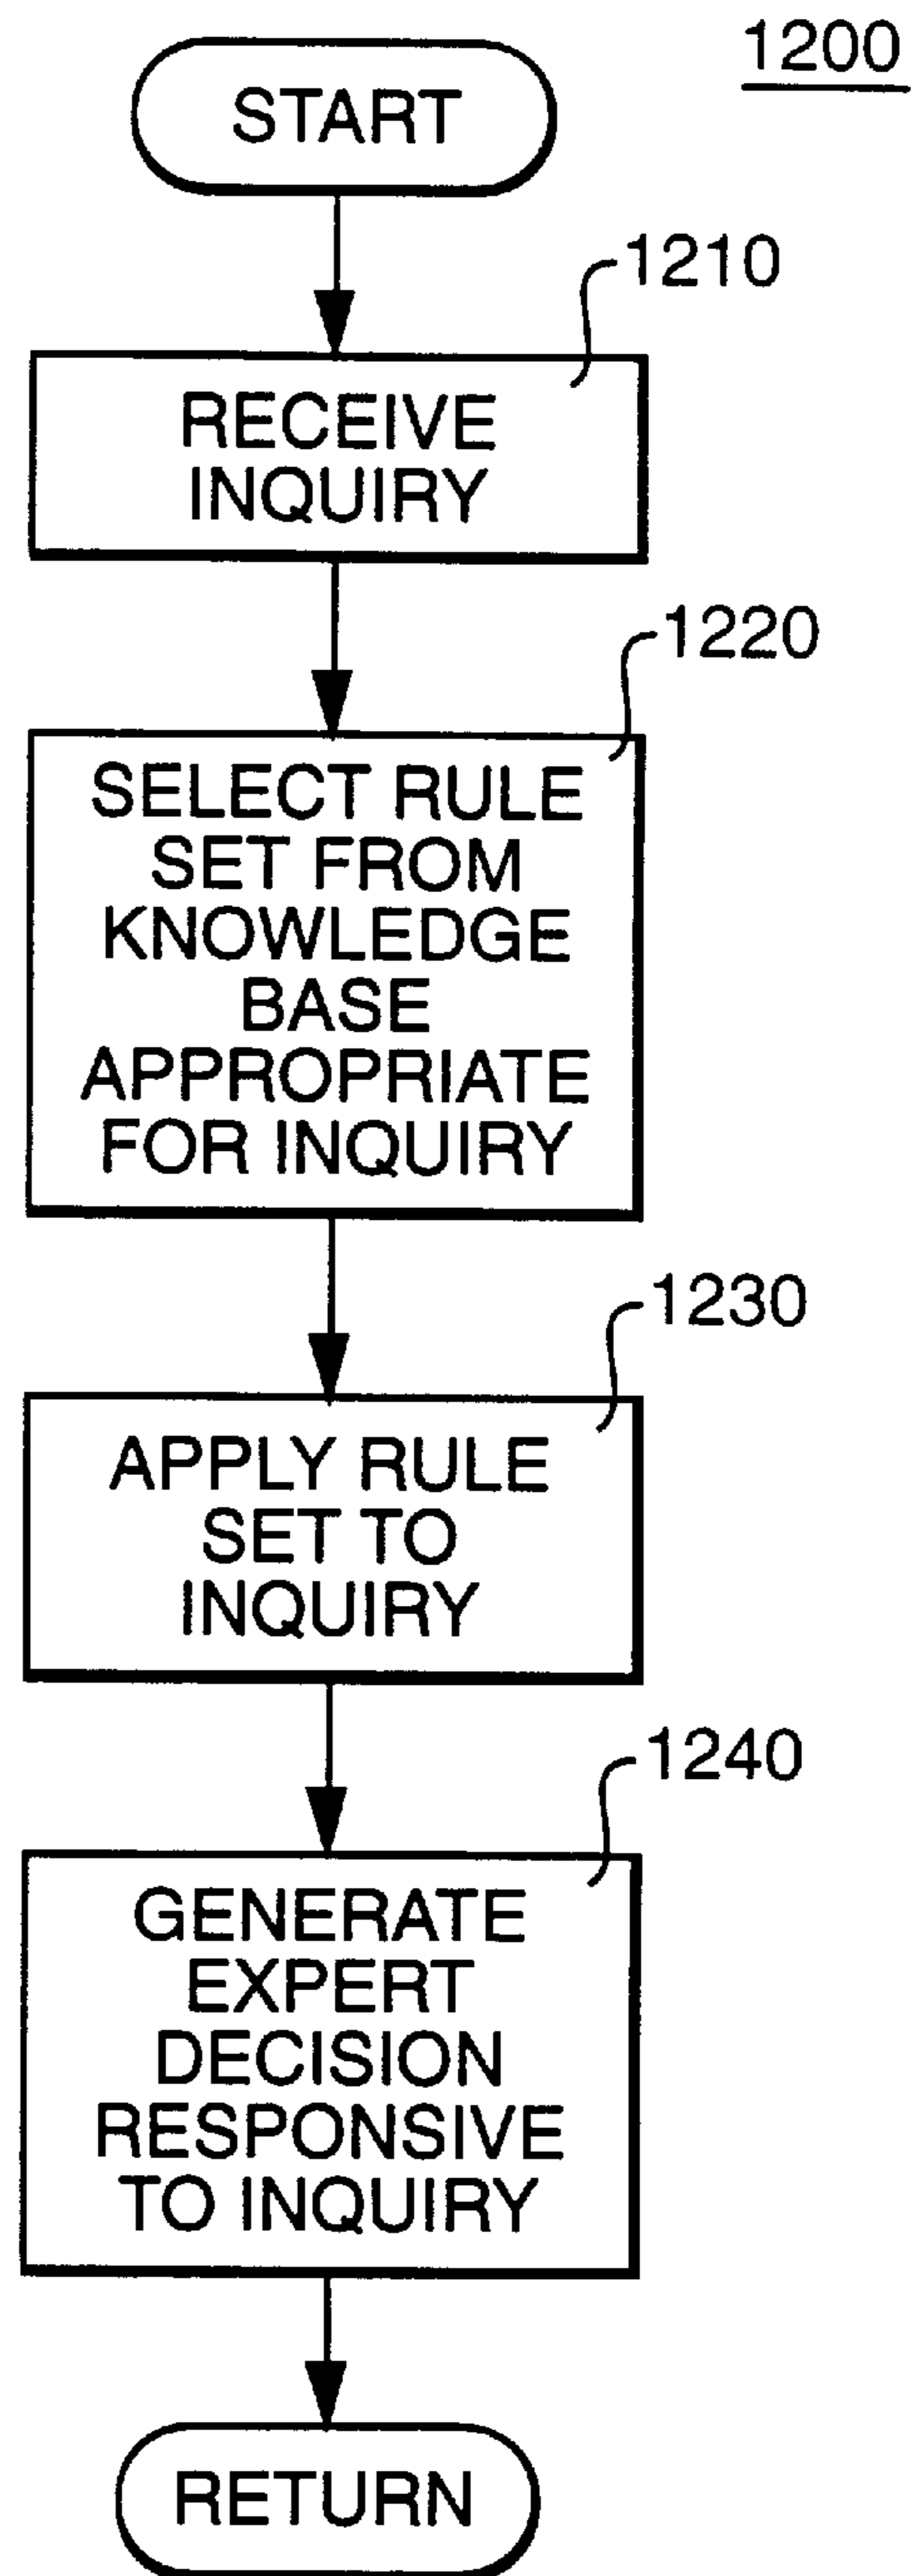 1200
START
1210
RECEIVE
INQUIRY
1220
SELECT RULE
SET FROM
KNOWLEDGE
BASE
APPROPRIATE
FOR INQUIRY
1230
APPLY RULE
SET TO
INQUIRY
1240
GENERATE
EXPERT
DECISION
RESPONSIVE
TO INQUIRY
RETURN